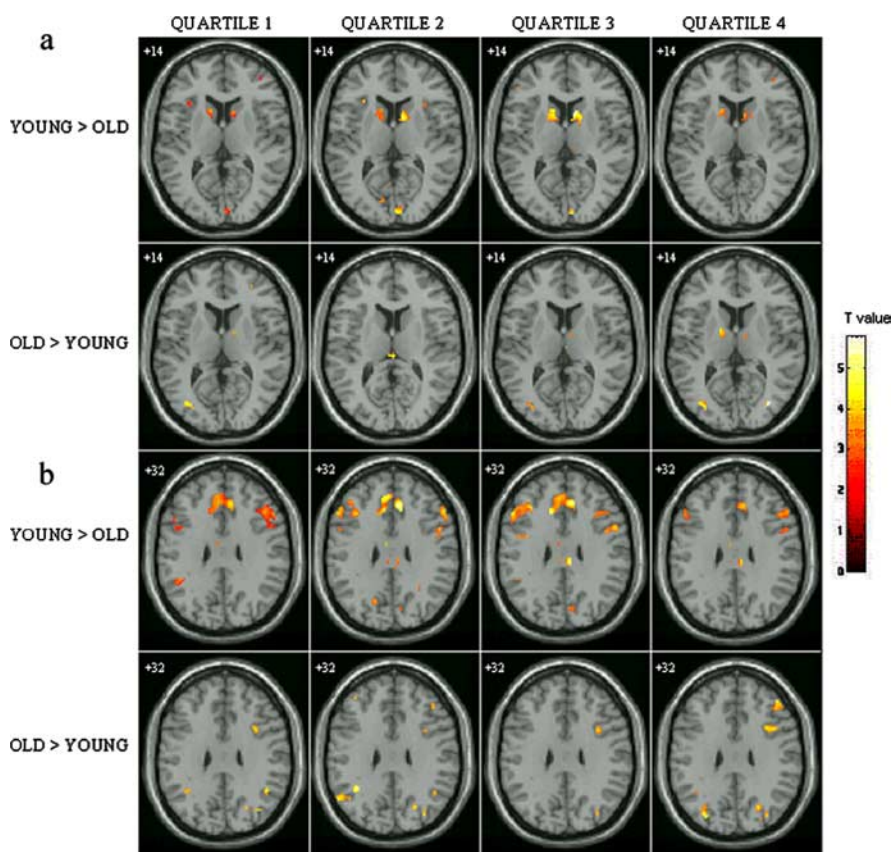 QUARTILE 1 QUARTILE 2 QUARTILE 3 QUARTILE 4
a
YOUNG > OLD
+14 +14 +14 +14
OLD > YOUNG
+14 +14 +14 +14
T value
5
4
3
2
1
0
b
YOUNG > OLD
+32 +32 +32 +32
OLD > YOUNG
+32 +32 +32 +32